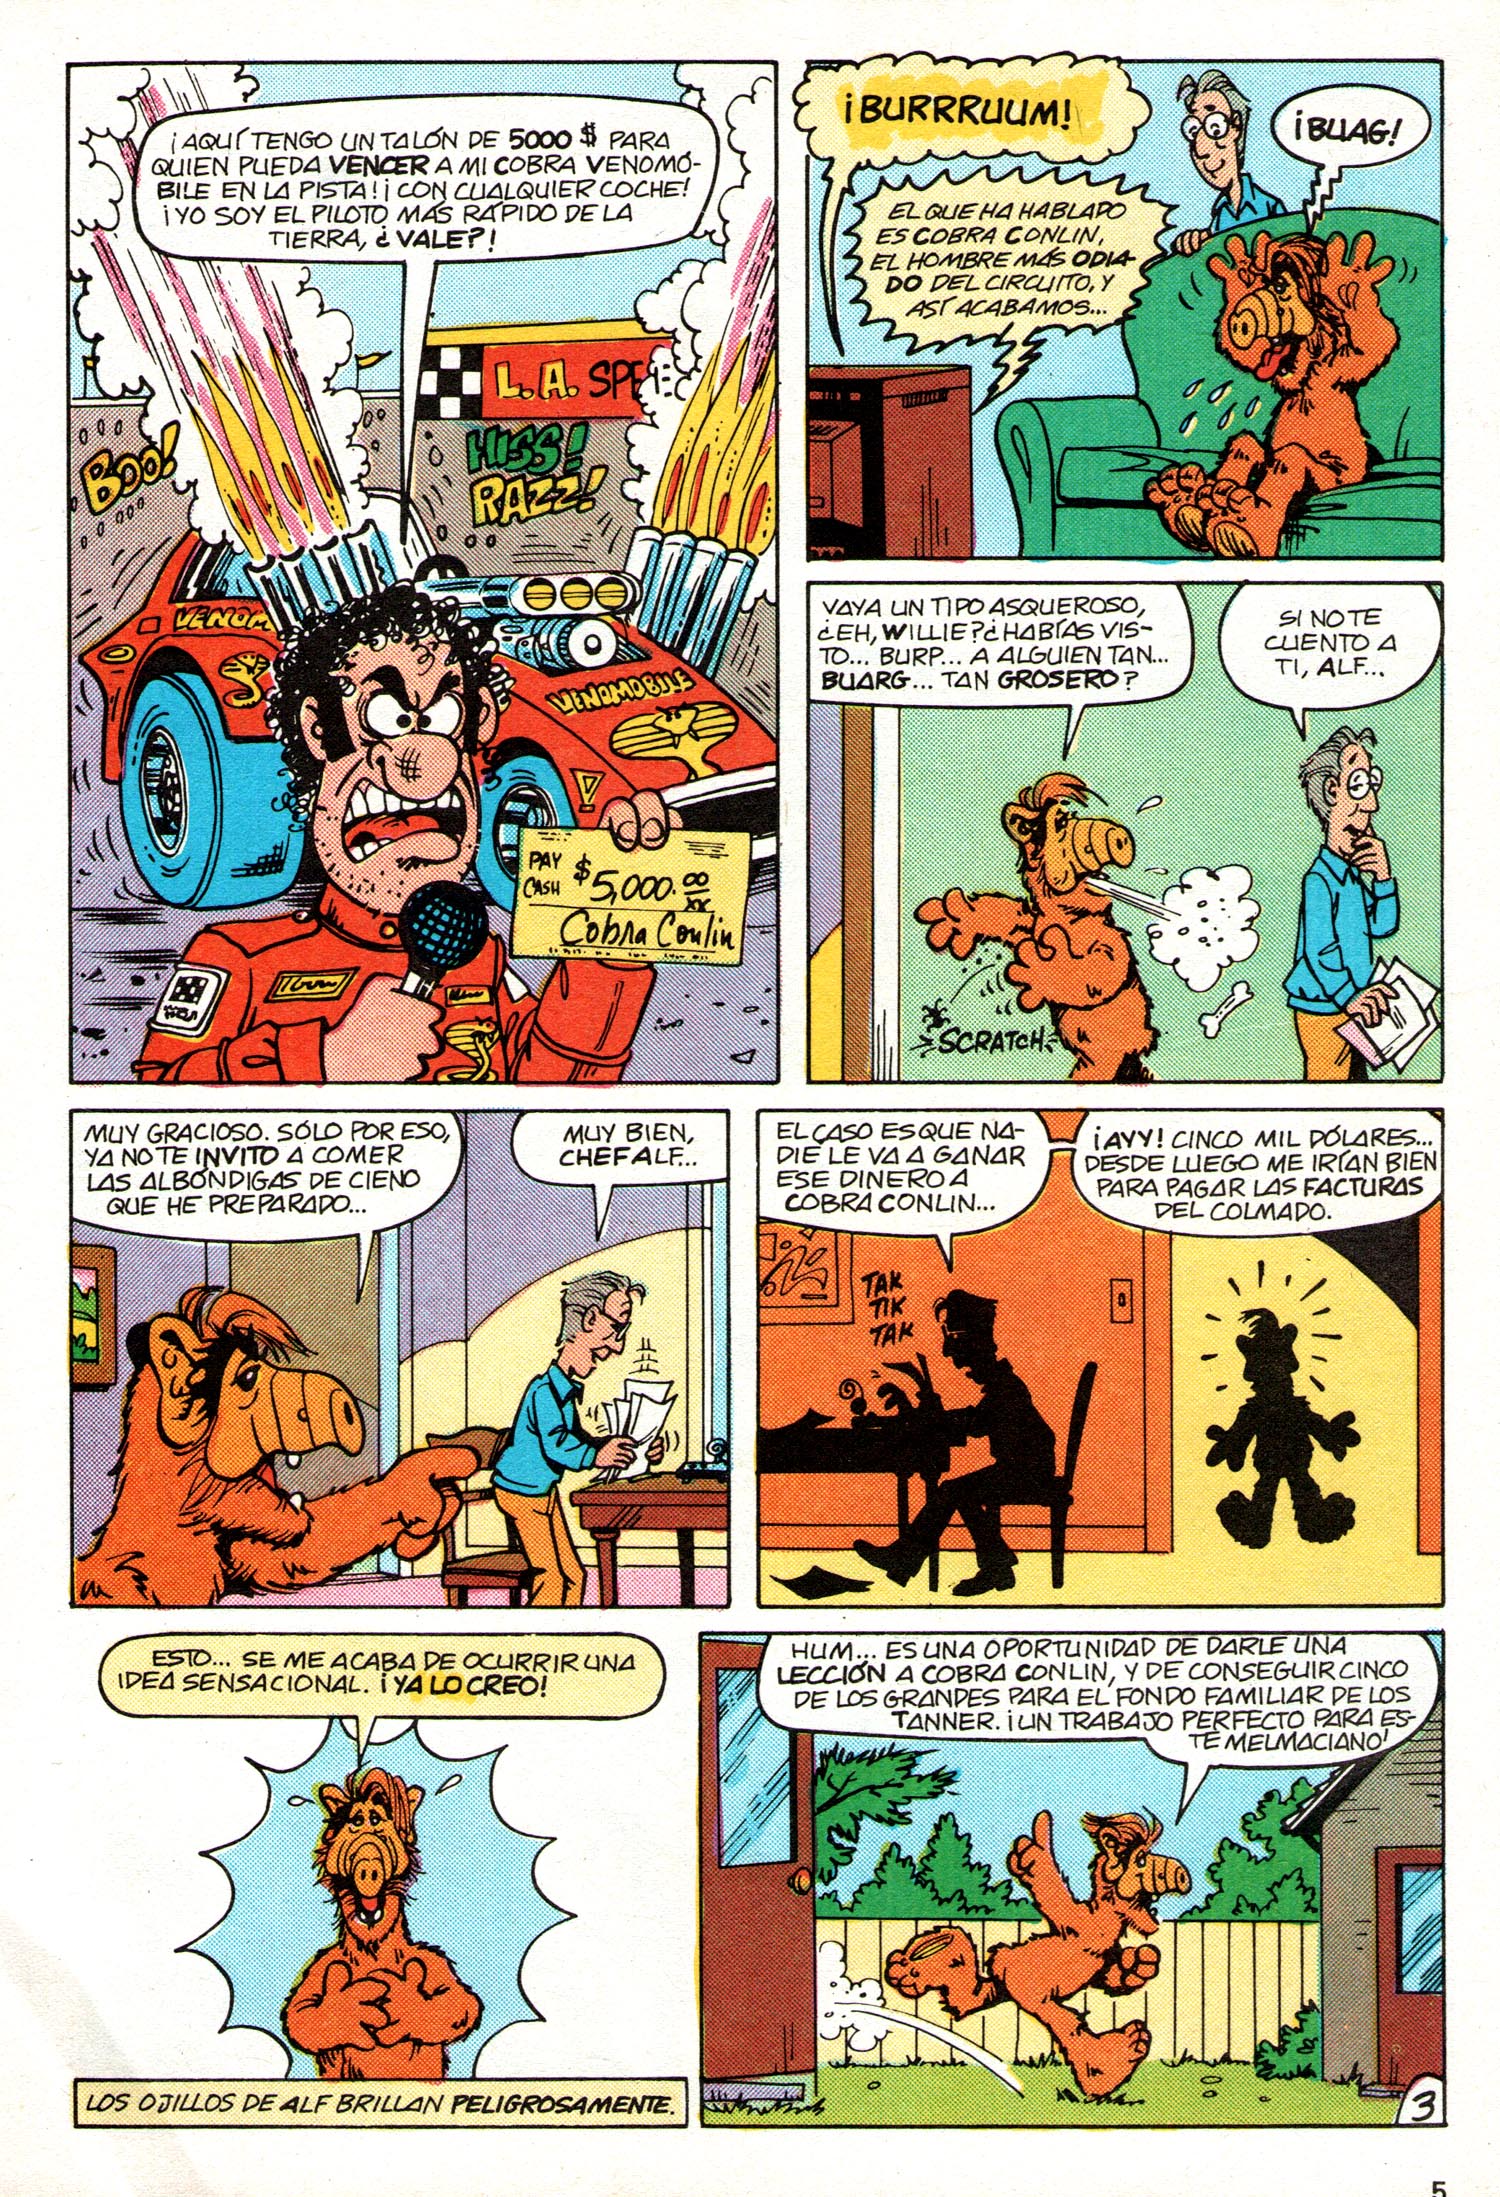 ¡AQUÍ TENGO UN TALÓN DE 5000 $ PARA
QUIEN PUEDA VENCER A MI COBRA VENOMÓ-
BILE EN LA PISTA! ¡CON CUALQUIER COCHE!
¡YO SOY EL PILOTO MÁS RÁPIDO DE LA
TIERRA, ¿VALE?!
L.A. SPEE
BOO!
HISS!
RAZZ!
VENOM
VENOMOBILE
PAY
CASH
$5,000.00
XX
Cobra Conlin
¡BURRRUUM!
EL QUE HA HABLADO
ES COBRA CONLIN,
EL HOMBRE MÁS ODIA-
DO DEL CIRCUITO, Y
ASÍ ACABAMOS...
¡BUAG!
VAYA UN TIPO ASQUEROSO,
¿EH, WILLIE? ¿HABÍAS VIS-
TO... BURP... A ALGUIEN TAN...
BUARG... TAN GROSERO?
SI NO TE
CUENTO A
TI, ALF...
SCRATCH
MUY GRACIOSO. SÓLO POR ESO,
YA NO TE INVITO A COMER
LAS ALBÓNDIGAS DE CIENO
QUE HE PREPARADO...
MUY BIEN,
CHEF ALF...
EL CASO ES QUE NA-
DIE LE VA A GANAR
ESE DINERO A
COBRA CONLIN...
TAK
TIK
TAK
¡AYY! CINCO MIL DÓLARES...
DESDE LUEGO ME IRÍAN BIEN
PARA PAGAR LAS FACTURAS
DEL COLMADO.
ESTO... SE ME ACABA DE OCURRIR UNA
IDEA SENSACIONAL. ¡YA LO CREO!
LOS OJILLOS DE ALF BRILLAN PELIGROSAMENTE.
HUM... ES UNA OPORTUNIDAD DE DARLE UNA
LECCIÓN A COBRA CONLIN, Y DE CONSEGUIR CINCO
DE LOS GRANDES PARA EL FONDO FAMILIAR DE LOS
TANNER. ¡UN TRABAJO PERFECTO PARA ES-
TE MELMACIANO!
3
5